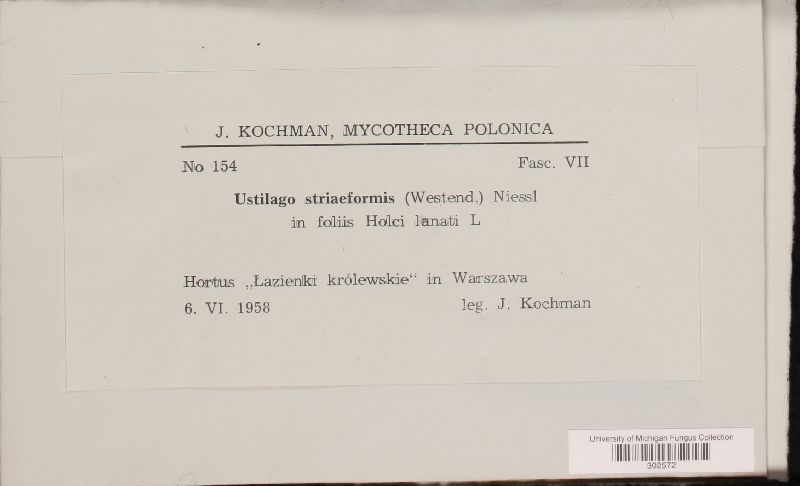 J. KOCHMAN, MYCOTHECA POLONICA
No 154 Fasc. VII
Ustilago striaeformis (Westend.) Niessl
in foliis Holci lanati L
Hortus „Łazienki królewskie“ in Warszawa
6. VI. 1958 leg. J. Kochman
University of Michigan Fungus Collection
302572